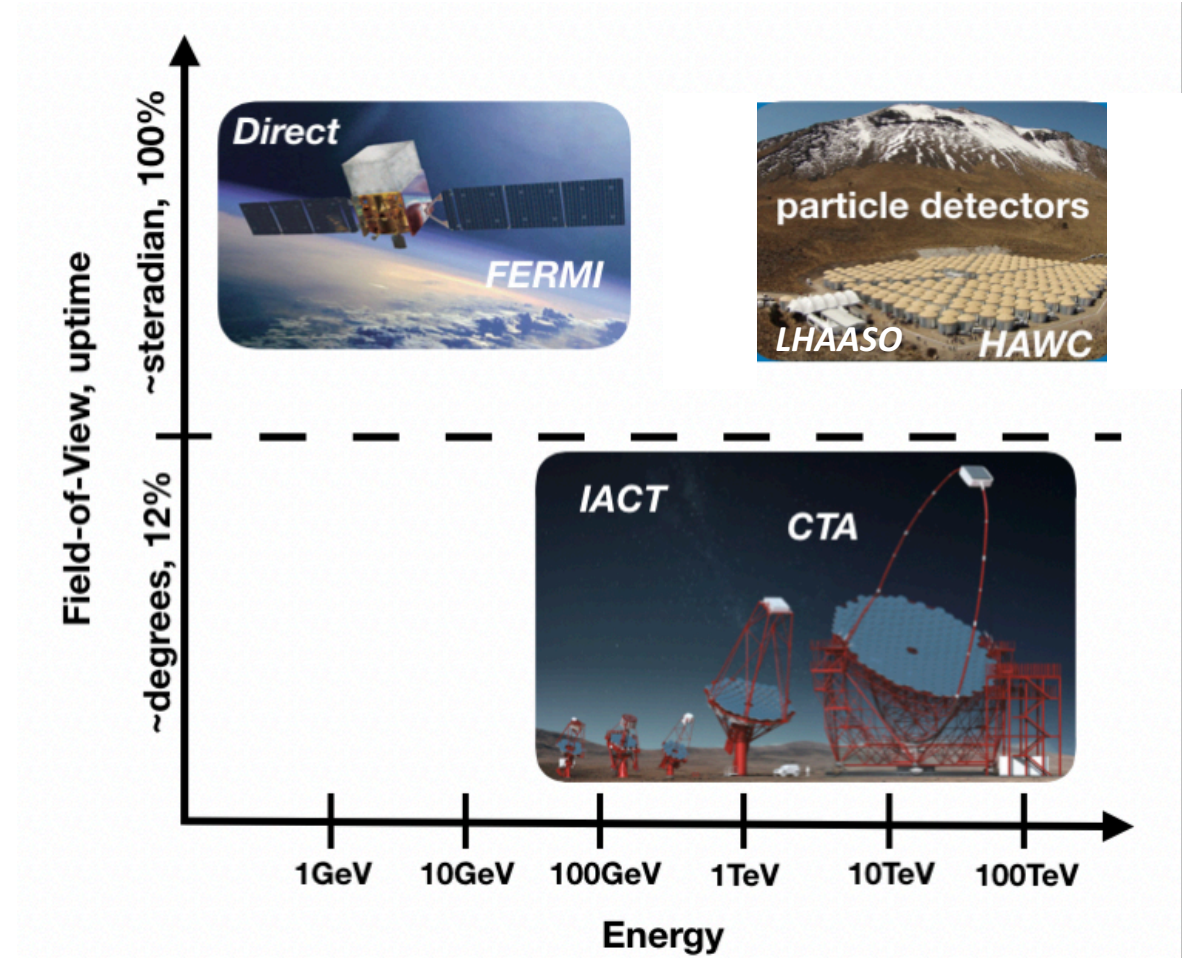 Field-of-View, uptime
~steradian, 100%
~degrees, 12%
Direct
FERMI
particle detectors
LHAASO
HAWC
IACT
CTA
1GeV
10GeV
100GeV
1TeV
10TeV
100TeV
Energy